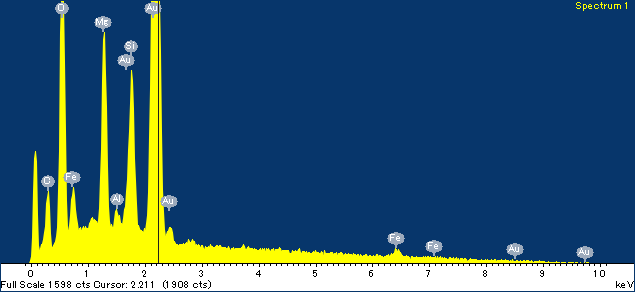 Spectrum 1
O Mg Au
Si
Au
C Fe Al Au
Fe Fe Au Au
0 1 2 3 4 5 6 7 8 9 10
Full Scale 1598 cts Cursor: 2.211 (1908 cts) keV